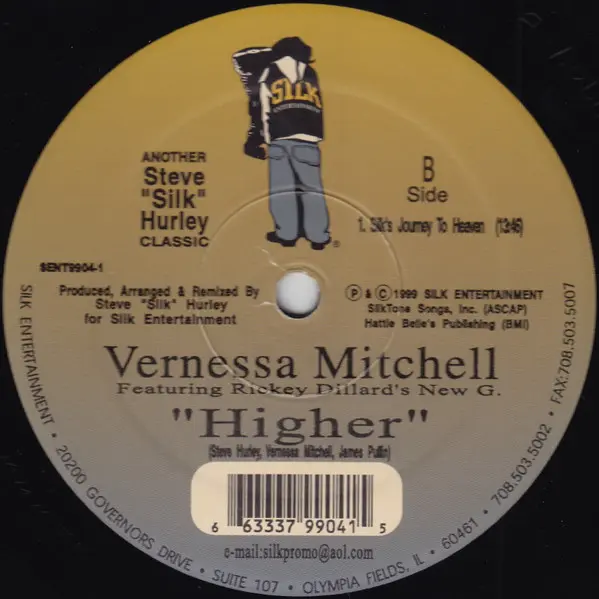 SILK
ENTERTAINMENT
ANOTHER
Steve
"Silk"
Hurley
CLASSIC
B
Side
1. Silk's Journey To Heaven (13:46)
SENT9904-1
Produced, Arranged & Remixed By
Steve "Silk" Hurley
for Silk Entertainment
®
Ⓟ & © 1999 SILK ENTERTAINMENT
SilkTone Songs, Inc. (ASCAP)
Hattie Belle's Publishing (BMI)
Vernessa Mitchell
Featuring Rickey Dillard's New G.
"Higher"
(Steve Hurley, Vernessa Mitchell, James Pullin)
6 63337 99041 5
e-mail:silkpromo@aol.com
SILK ENTERTAINMENT • 20200 GOVERNORS DRIVE • SUITE 107 • OLYMPIA FIELDS, IL • 60461 • 708.503.5002 • FAX:708.503.5007